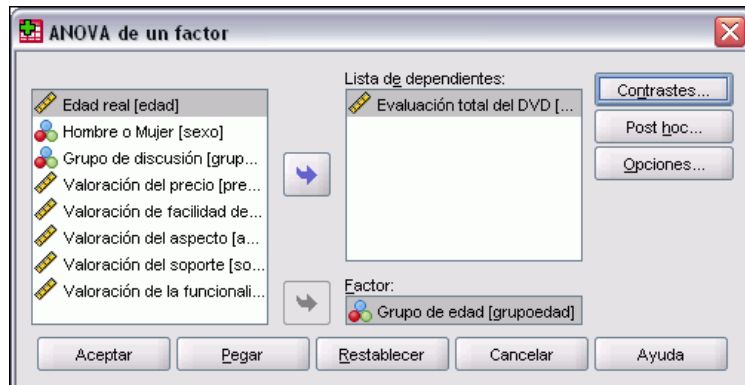 ANOVA de un factor
Edad real [edad]
Hombre o Mujer [sexo]
Grupo de discusión [grup...
Valoración del precio [pre...
Valoración de facilidad de...
Valoración del aspecto [a...
Valoración del soporte [so...
Valoración de la funcionali...
Lista de dependientes:
Evaluación total del DVD [...
Factor:
Grupo de edad [grupoedad]
Contrastes...
Post hoc...
Opciones...
Aceptar
Pegar
Restablecer
Cancelar
Ayuda